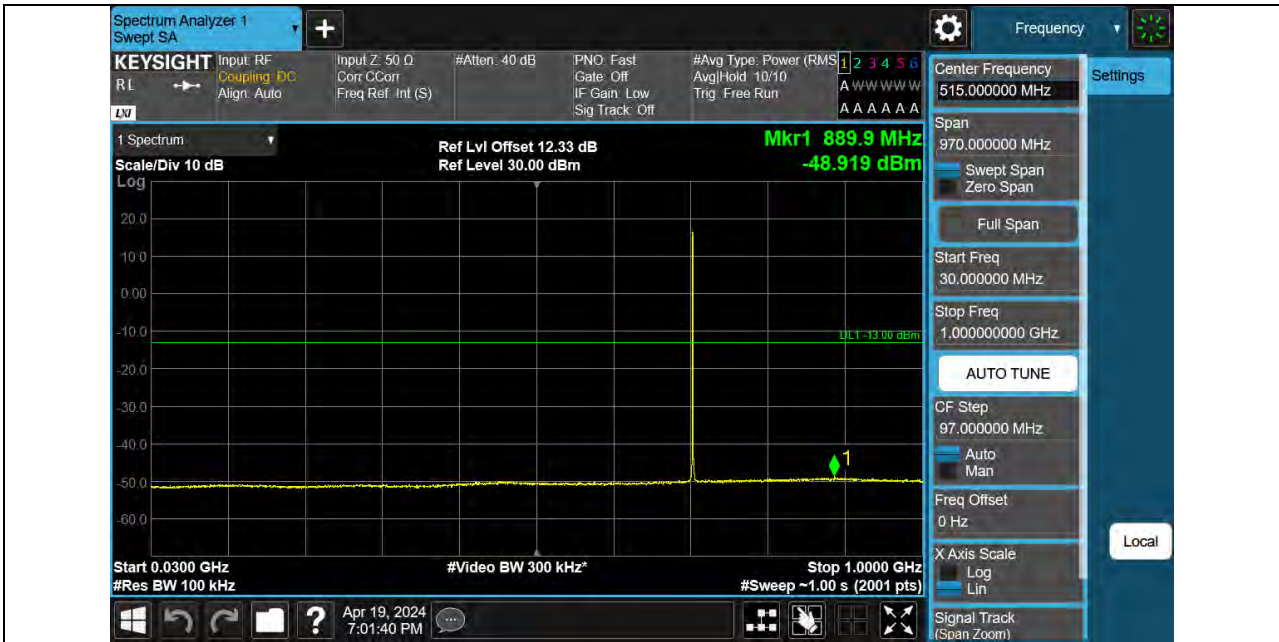 Spectrum Analyzer 1
Swept SA
+
Frequency
KEYSIGHT
RL
LXI
Input: RF
Coupling: DC
Align: Auto
Input Z: 50 Ω
Corr CCorr
Freq Ref: Int (S)
#Atten: 40 dB
PNO: Fast
Gate: Off
IF Gain: Low
Sig Track: Off
#Avg Type: Power (RMS
Avg|Hold: 10/10
Trig: Free Run
1 2 3 4 5 6
A W W W W W
A A A A A A
1 Spectrum
Scale/Div 10 dB
Ref Lvl Offset 12.33 dB
Ref Level 30.00 dBm
Mkr1 889.9 MHz
-48.919 dBm
Log
20.0
10.0
0.00
-10.0
-20.0
-30.0
-40.0
-50.0
-60.0
DL1 -13.00 dBm
1
Start 0.0300 GHz
#Res BW 100 kHz
#Video BW 300 kHz*
Stop 1.0000 GHz
#Sweep ~1.00 s (2001 pts)
Center Frequency
515.000000 MHz
Span
970.000000 MHz
Swept Span
Zero Span
Full Span
Start Freq
30.000000 MHz
Stop Freq
1.000000000 GHz
AUTO TUNE
CF Step
97.000000 MHz
Auto
Man
Freq Offset
0 Hz
X Axis Scale
Log
Lin
Signal Track
(Span Zoom)
Settings
Local
?
Apr 19, 2024
7:01:40 PM